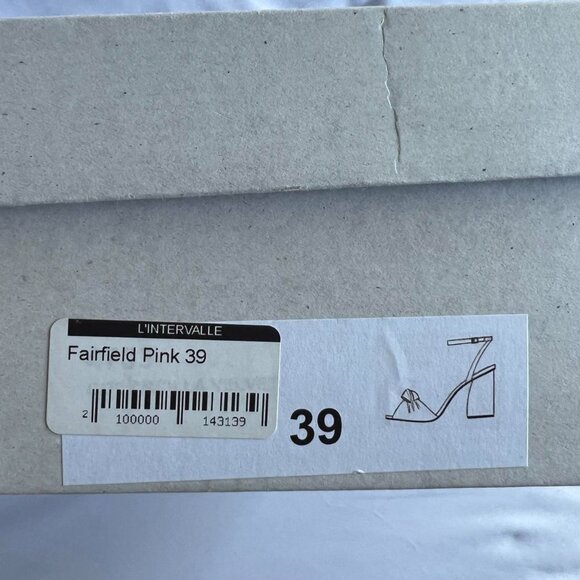 L'INTERVALLE
Fairfield Pink 39
2 100000 143139
39